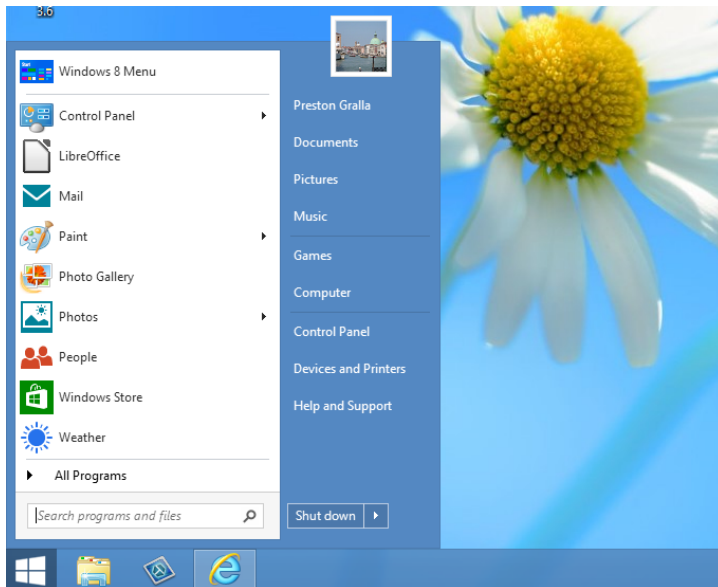 3.6
Start
Windows 8 Menu
Control Panel
LibreOffice
Mail
Paint
Photo Gallery
Photos
People
Windows Store
Weather
All Programs
Search programs and files
Preston Gralla
Documents
Pictures
Music
Games
Computer
Control Panel
Devices and Printers
Help and Support
Shut down